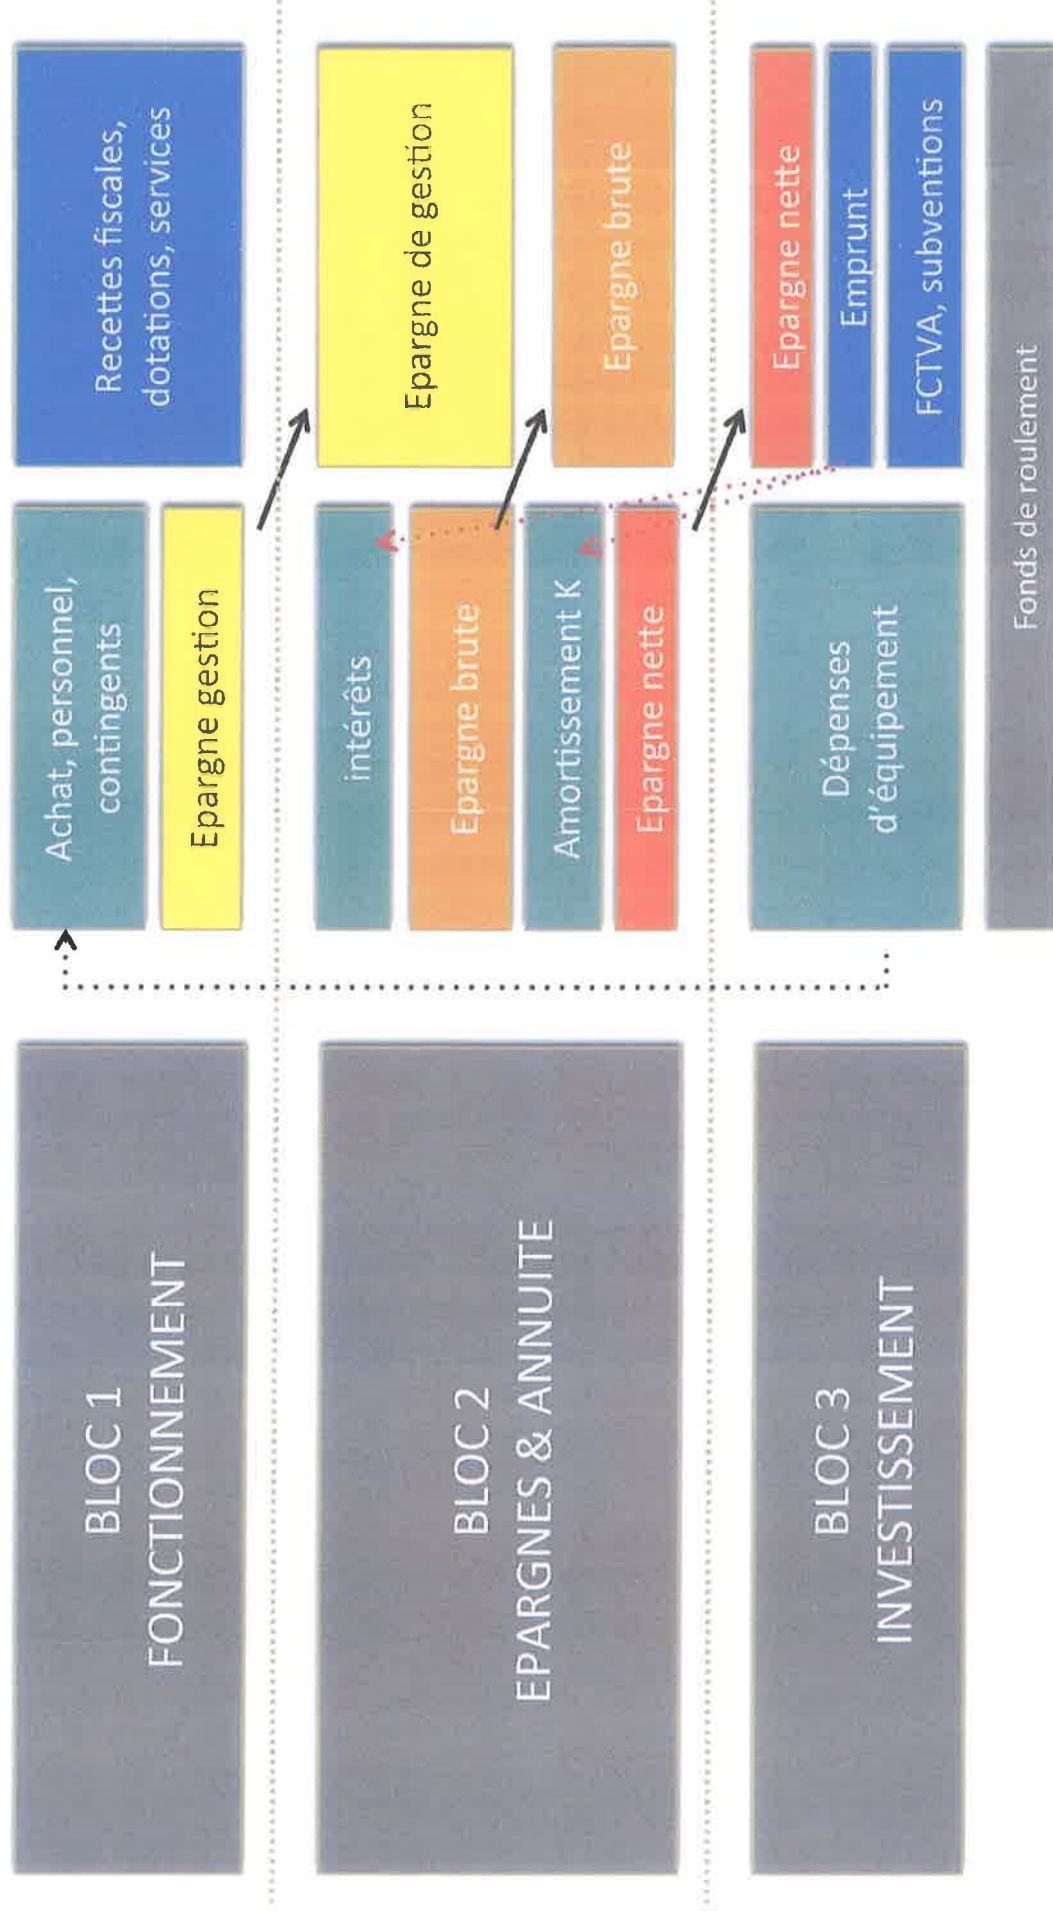 BLOC 1
FONCTIONNEMENT
Achat, personnel,
contingents
Epargne gestion
Recettes fiscales,
dotations, services
BLOC 2
EPARGNES & ANNUITE
intérêts
Epargne brute
Amortissement K
Epargne nette
Epargne de gestion
Epargne brute
BLOC 3
INVESTISSEMENT
Dépenses
d'équipement
Epargne nette
Emprunt
FCTVA, subventions
Fonds de roulement